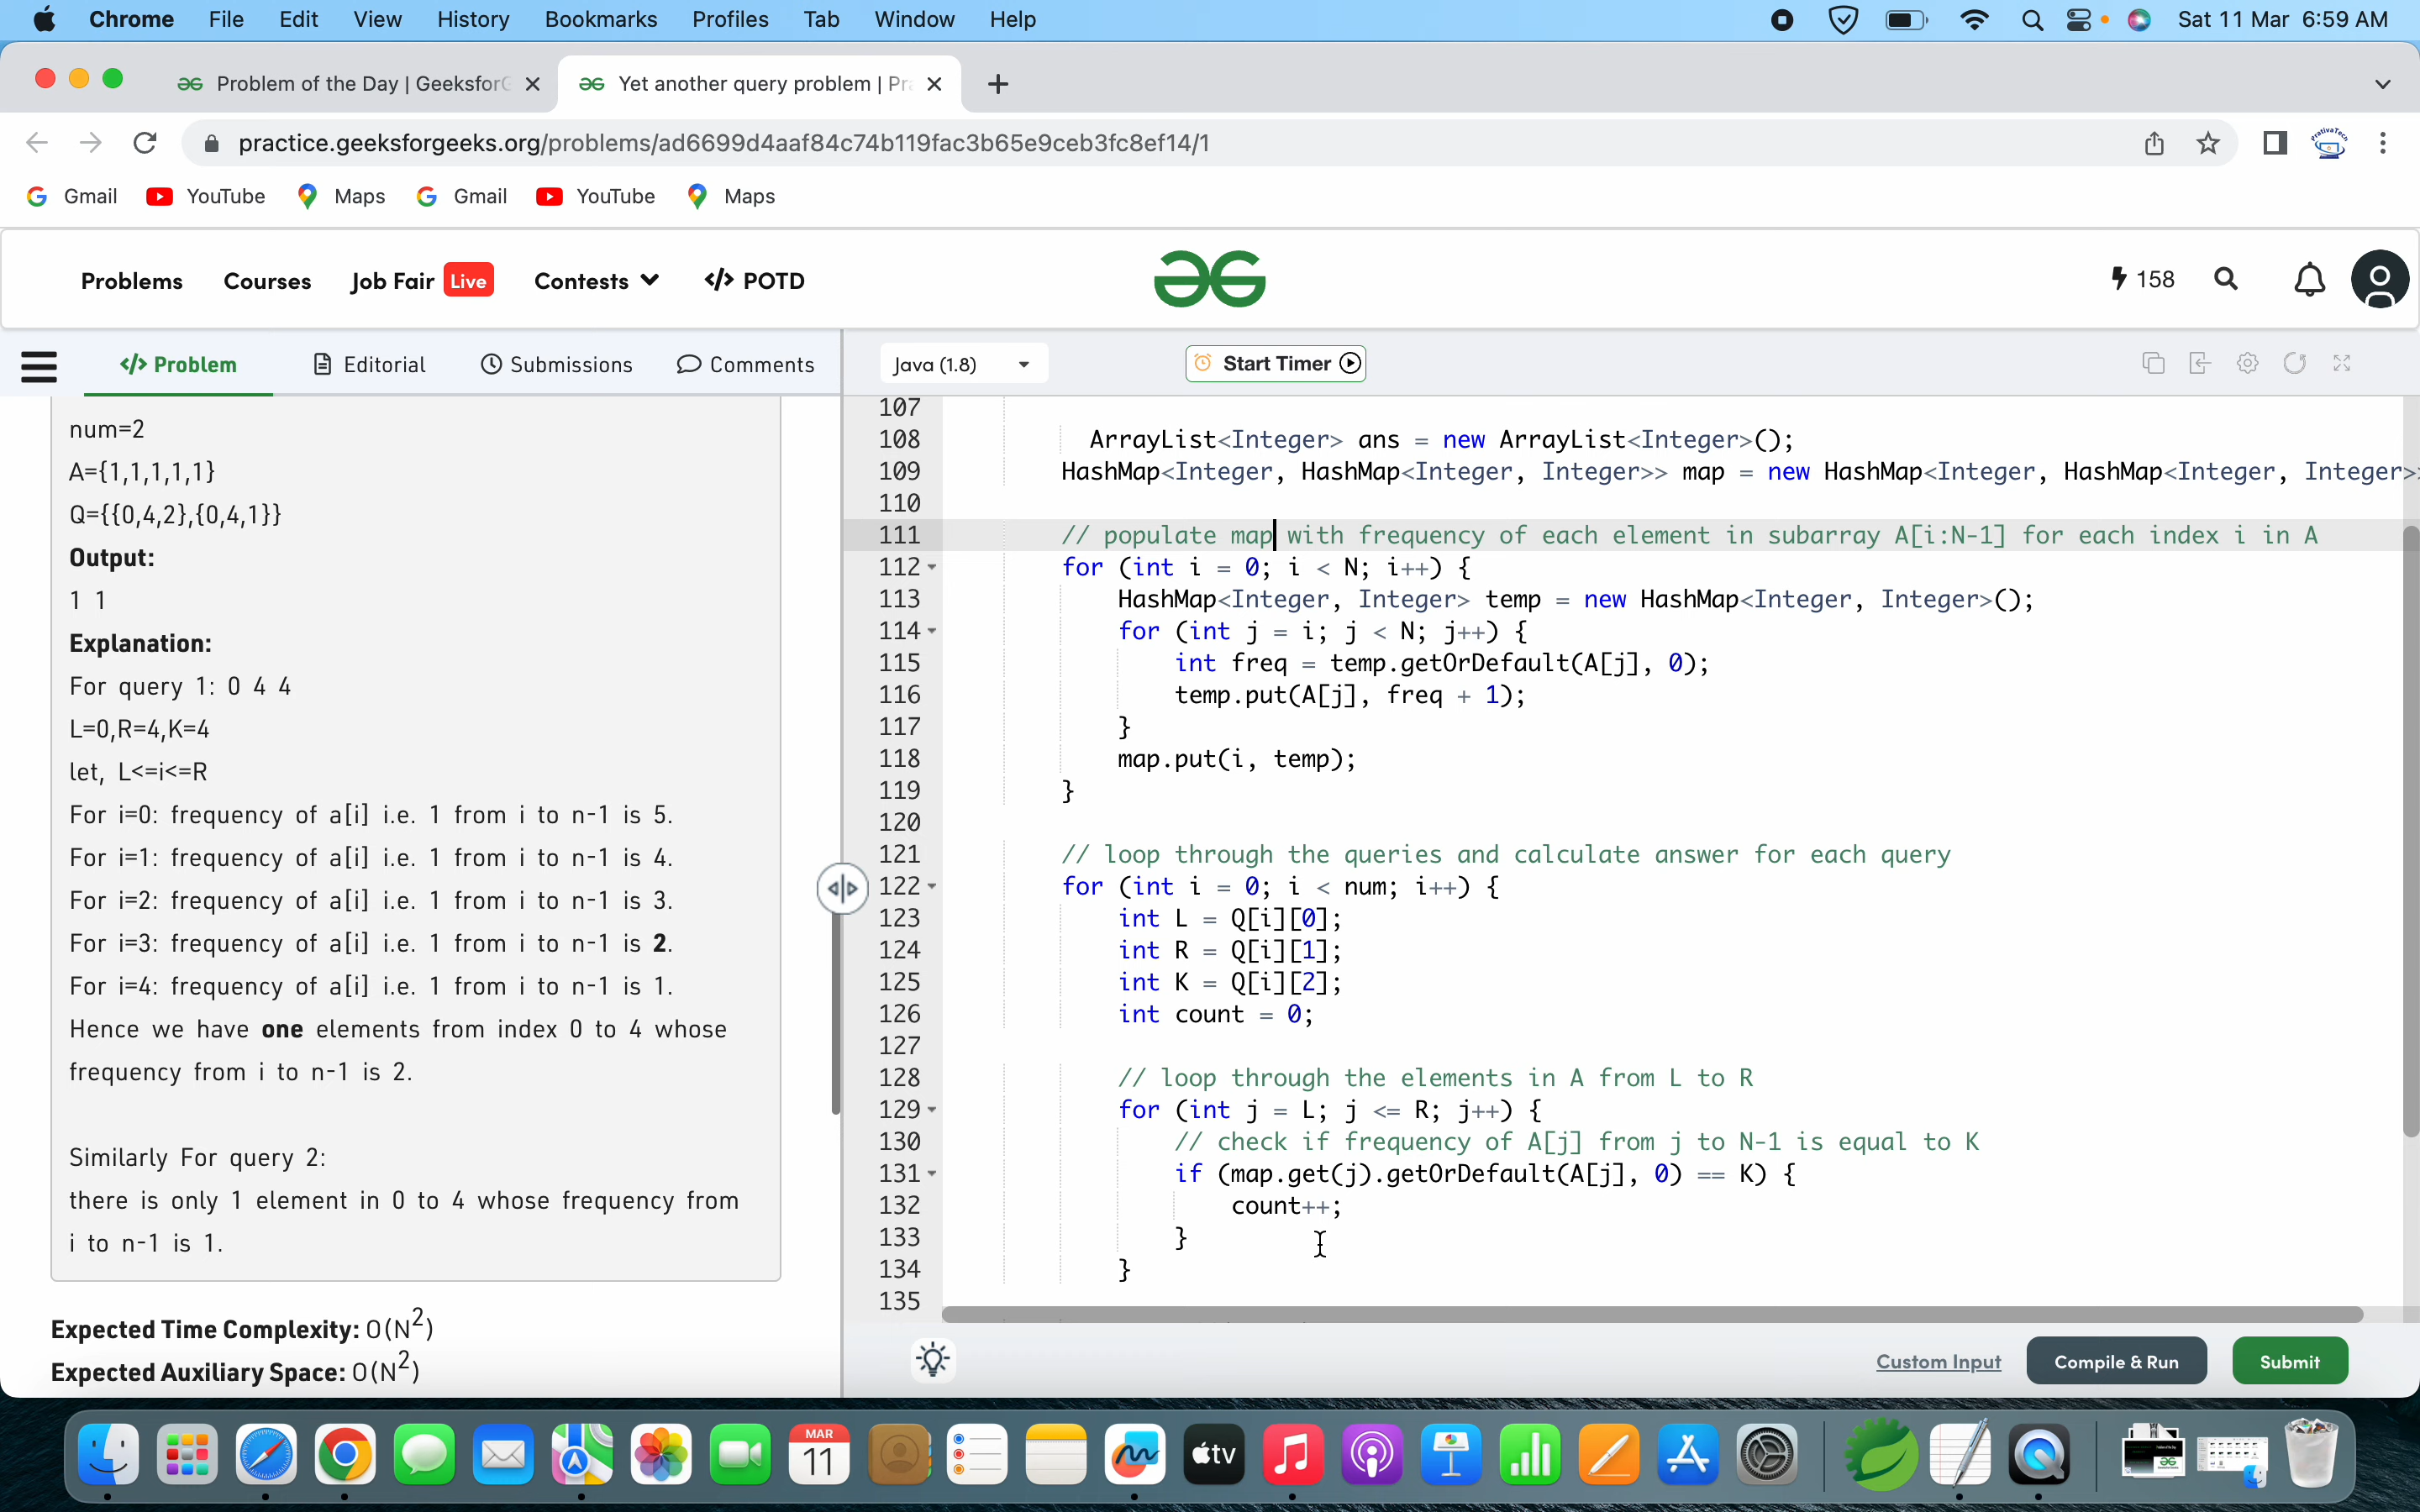 Chrome File Edit View History Bookmarks Profiles Tab Window Help Sat 11 Mar 6:59 AM
Problem of the Day | GeeksforG Yet another query problem | Pra
practice.geeksforgeeks.org/problems/ad6699d4aaf84c74b119fac3b65e9ceb3fc8ef14/1
Gmail YouTube Maps Gmail YouTube Maps
Problems Courses Job Fair Live Contests </> POTD 158
</> Problem Editorial Submissions Comments
Java (1.8) Start Timer
num=2
A={1,1,1,1,1}
Q={{0,4,2},{0,4,1}}
Output:
1 1
Explanation:
For query 1: 0 4 4
L=0,R=4,K=4
let, L<=i<=R
For i=0: frequency of a[i] i.e. 1 from i to n-1 is 5.
For i=1: frequency of a[i] i.e. 1 from i to n-1 is 4.
For i=2: frequency of a[i] i.e. 1 from i to n-1 is 3.
For i=3: frequency of a[i] i.e. 1 from i to n-1 is 2.
For i=4: frequency of a[i] i.e. 1 from i to n-1 is 1.
Hence we have one elements from index 0 to 4 whose
frequency from i to n-1 is 2.
Similarly For query 2:
there is only 1 element in 0 to 4 whose frequency from
i to n-1 is 1.
Expected Time Complexity: O(N²)
Expected Auxiliary Space: O(N²)
107
108 ArrayList<Integer> ans = new ArrayList<Integer>();
109 HashMap<Integer, HashMap<Integer, Integer>> map = new HashMap<Integer, HashMap<Integer, Integer>
110
111 // populate map with frequency of each element in subarray A[i:N-1] for each index i in A
112 for (int i = 0; i < N; i++) {
113 HashMap<Integer, Integer> temp = new HashMap<Integer, Integer>();
114 for (int j = i; j < N; j++) {
115 int freq = temp.getOrDefault(A[j], 0);
116 temp.put(A[j], freq + 1);
117 }
118 map.put(i, temp);
119 }
120
121 // loop through the queries and calculate answer for each query
122 for (int i = 0; i < num; i++) {
123 int L = Q[i][0];
124 int R = Q[i][1];
125 int K = Q[i][2];
126 int count = 0;
127
128 // loop through the elements in A from L to R
129 for (int j = L; j <= R; j++) {
130 // check if frequency of A[j] from j to N-1 is equal to K
131 if (map.get(j).getOrDefault(A[j], 0) == K) {
132 count++;
133 }
134 }
135
Custom Input Compile & Run Submit
MAR
11
tv